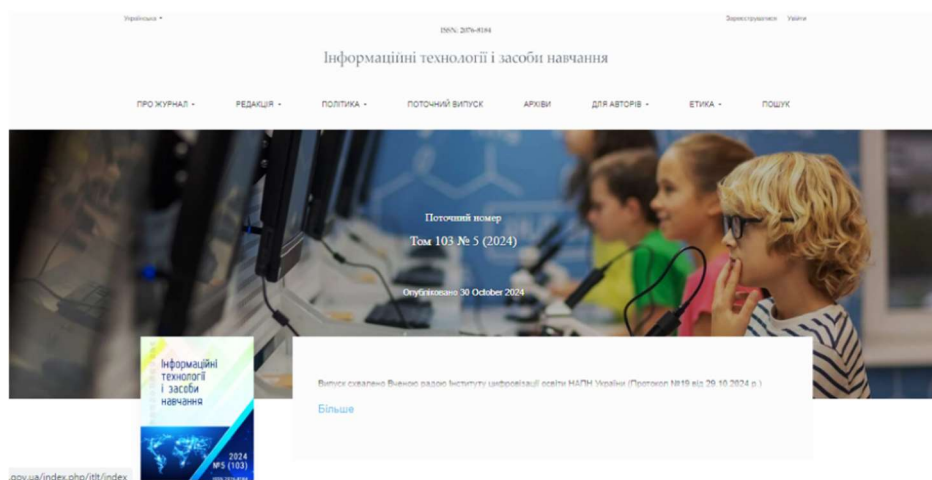 Українська
Зареєструватися Увійти
ISSN: 2076-8184
Інформаційні технології і засоби навчання
ПРО ЖУРНАЛ РЕДАКЦІЯ ПОЛІТИКА ПОТОЧНИЙ ВИПУСК АРХІВИ ДЛЯ АВТОРІВ ЕТИКА ПОШУК
Поточний номер
Том 103 № 5 (2024)
Опубліковано 30 October 2024
Інформаційні
технології
і засоби
навчання
2024
№5 (103)
Випуск схвалено Вченою радою Інституту цифровізації освіти НАПН України (Протокол №19 від 29.10.2024 р.)
Більше
.gov.ua/index.php/itlt/index